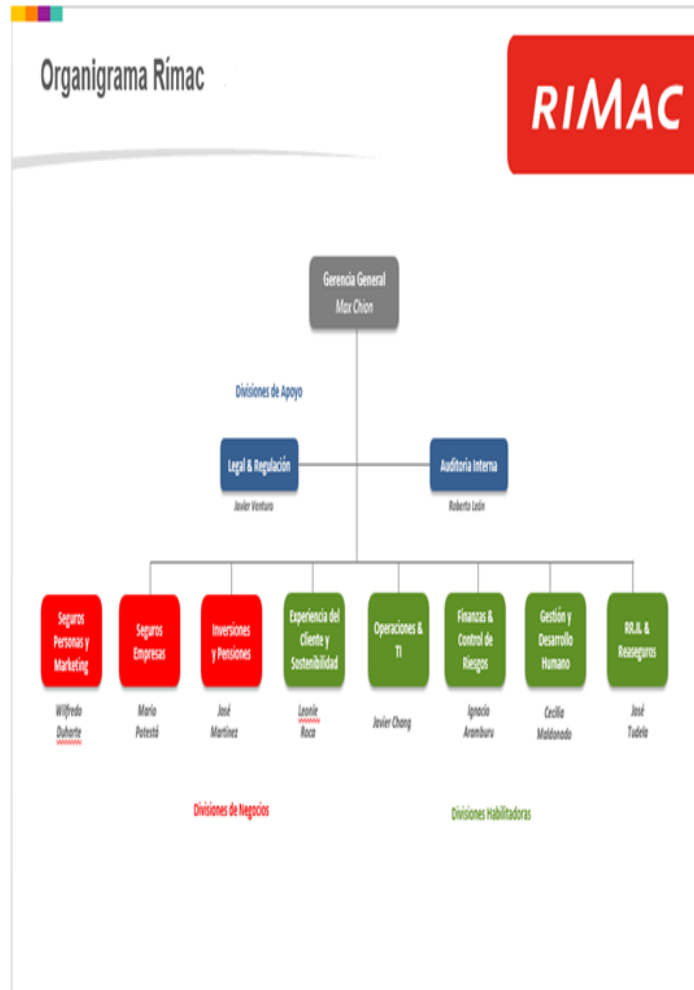 Organigrama Rímac
RIMAC
Gerencia General
Max Chion
Divisiones de Apoyo
Legal & Regulación
Javier Venturo
Auditoria Interna
Roberto León
Seguros
Personas y
Marketing
Wilfredo
Duharte
Seguros
Empresas
Mario
Potestá
Inversiones
y Pensiones
José
Martínez
Experiencia del
Cliente y
Sostenibilidad
Leonie
Roca
Operaciones &
TI
Javier Chang
Finanzas &
Control de
Riesgos
Ignacio
Aramburu
Gestión y
Desarrollo
Humano
Cecilia
Maldonado
RR.II. &
Reaseguros
José
Tudela
Divisiones de Negocios
Divisiones Habilitadoras